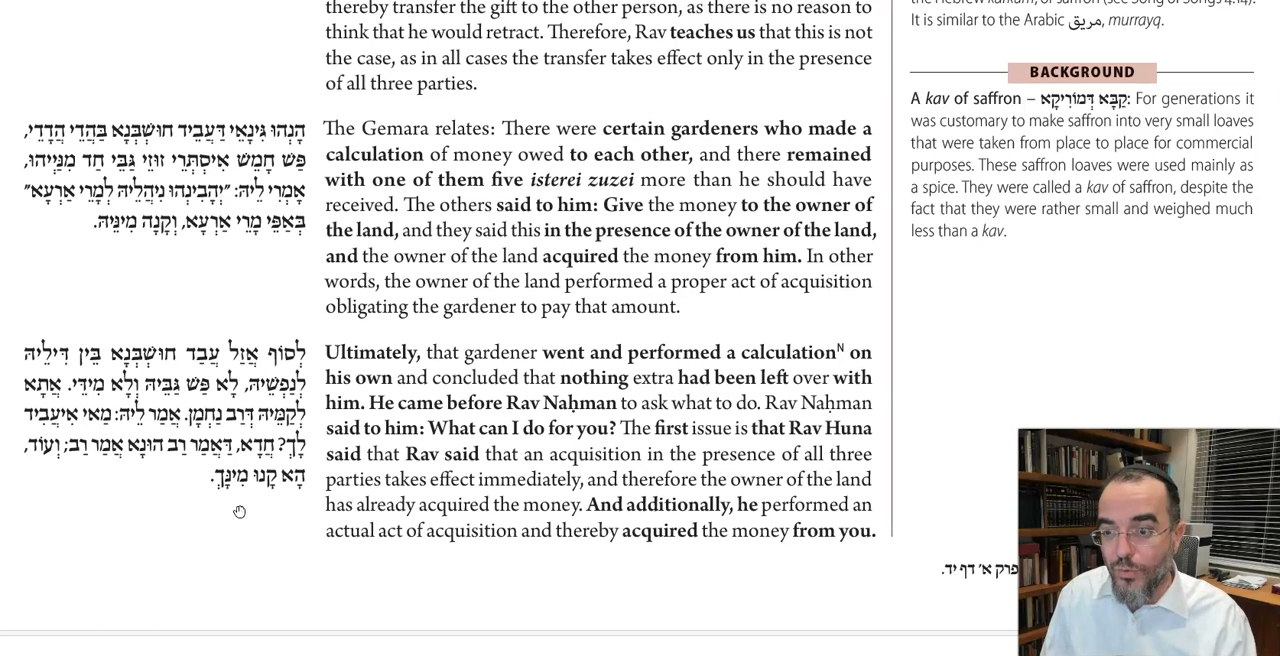 thereby transfer the gift to the other person, as there is no reason to
think that he would retract. Therefore, Rav teaches us that this is not
the case, as in all cases the transfer takes effect only in the presence
of all three parties.
הָנְהוּ גִּינָאֵי דַּעֲבֵיד חוּשְׁבְּנָא בַּהֲדֵי הֲדָדֵי,
פָּשׁ חֲמֵשׁ אִיסְתְּרֵי זוּזֵי גַּבֵּי חַד מִנַּיְיהוּ,
אָמְרִי לֵיהּ: ״יַהֲבִינְהוּ נִיהֲלֵיהּ לְמָרֵי אַרְעָא״
בְּאַפֵּי מָרֵי אַרְעָא, וְקָנָה מִינֵּיהּ.
The Gemara relates: There were certain gardeners who made a
calculation of money owed to each other, and there remained
with one of them five isterei zuzei more than he should have
received. The others said to him: Give the money to the owner of
the land, and they said this in the presence of the owner of the land,
and the owner of the land acquired the money from him. In other
words, the owner of the land performed a proper act of acquisition
obligating the gardener to pay that amount.
לְסוֹף אֲזַל עֲבַד חוּשְׁבְּנָא בֵּין דִּילֵיהּ
לְנַפְשֵׁיהּ, לָא פָּשׁ גַּבֵּיהּ וְלָא מִידֵּי. אֲתָא
לְקַמֵּיהּ דְּרַב נַחְמָן. אֲמַר לֵיהּ: מַאי אִיעֲבֵיד
לָךְ? חֲדָא, דְּאָמַר רַב הוּנָא אָמַר רַב; וְעוֹד,
הָא קָנוּ מִינָּךְ.
Ultimately, that gardener went and performed a calculationᴺ on
his own and concluded that nothing extra had been left over with
him. He came before Rav Naḥman to ask what to do. Rav Naḥman
said to him: What can I do for you? The first issue is that Rav Huna
said that Rav said that an acquisition in the presence of all three
parties takes effect immediately, and therefore the owner of the land
has already acquired the money. And additionally, he performed an
actual act of acquisition and thereby acquired the money from you.
It is similar to the Arabic مريق, murrayq.
BACKGROUND
A kav of saffron – קַבָּא דְּמוֹרִיקָא: For generations it
was customary to make saffron into very small loaves
that were taken from place to place for commercial
purposes. These saffron loaves were used mainly as
a spice. They were called a kav of saffron, despite the
fact that they were rather small and weighed much
less than a kav.
פרק א׳ דף יד.